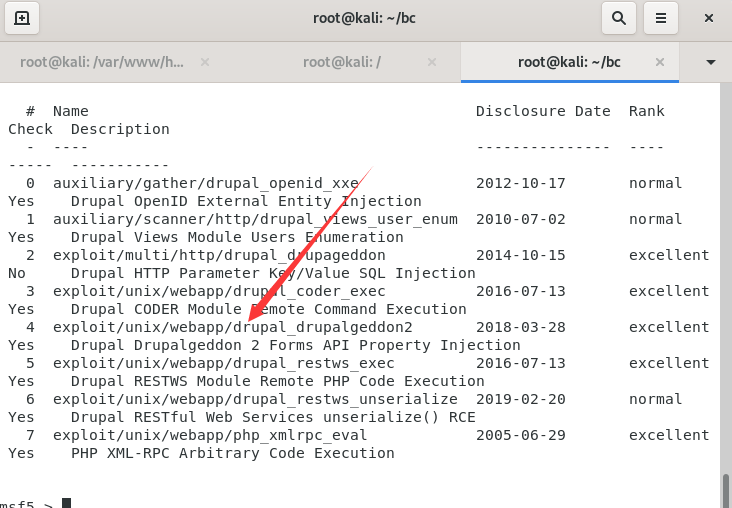 root@kali: ~/bc
root@kali: /var/www/h... × root@kali: / × root@kali: ~/bc ×
# Name Disclosure Date Rank
Check Description
- ---- --------------- ----
----- -----------
0 auxiliary/gather/drupal_openid_xxe 2012-10-17 normal
Yes Drupal OpenID External Entity Injection
1 auxiliary/scanner/http/drupal_views_user_enum 2010-07-02 normal
Yes Drupal Views Module Users Enumeration
2 exploit/multi/http/drupal_drupageddon 2014-10-15 excellent
No Drupal HTTP Parameter Key/Value SQL Injection
3 exploit/unix/webapp/drupal_coder_exec 2016-07-13 excellent
Yes Drupal CODER Module Remote Command Execution
4 exploit/unix/webapp/drupal_drupalgeddon2 2018-03-28 excellent
Yes Drupal Drupalgeddon 2 Forms API Property Injection
5 exploit/unix/webapp/drupal_restws_exec 2016-07-13 excellent
Yes Drupal RESTWS Module Remote PHP Code Execution
6 exploit/unix/webapp/drupal_restws_unserialize 2019-02-20 normal
Yes Drupal RESTful Web Services unserialize() RCE
7 exploit/unix/webapp/php_xmlrpc_eval 2005-06-29 excellent
Yes PHP XML-RPC Arbitrary Code Execution
msf5 >